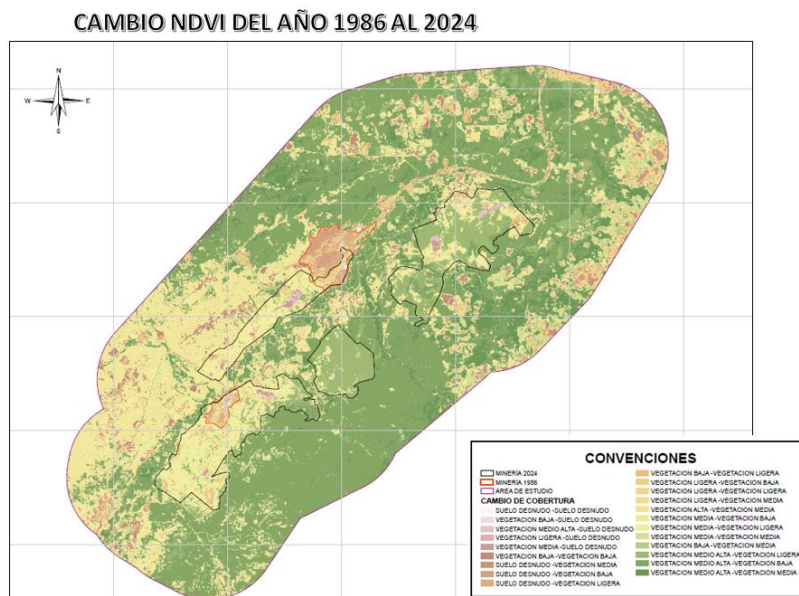 CAMBIO NDVI DEL AÑO 1986 AL 2024
N
W E
S
CONVENCIONES
MINERÍA 2024
MINERÍA 1986
AREA DE ESTUDIO
CAMBIO DE COBERTURA
SUELO DESNUDO -SUELO DESNUDO
VEGETACION BAJA -SUELO DESNUDO
VEGETACION MEDIO ALTA -SUELO DESNUDO
VEGETACION LIGERA -SUELO DESNUDO
VEGETACION MEDIA -SUELO DESNUDO
VEGETACION BAJA -VEGETACION BAJA
SUELO DESNUDO -VEGETACION MEDIA
SUELO DESNUDO -VEGETACION BAJA
SUELO DESNUDO -VEGETACION LIGERA
VEGETACION BAJA -VEGETACION LIGERA
VEGETACION LIGERA -VEGETACION BAJA
VEGETACION LIGERA -VEGETACION LIGERA
VEGETACION LIGERA -VEGETACION MEDIA
VEGETACION ALTA -VEGETACION MEDIA
VEGETACION MEDIA -VEGETACION BAJA
VEGETACION MEDIA -VEGETACION LIGERA
VEGETACION MEDIA -VEGETACION MEDIA
VEGETACION BAJA -VEGETACION MEDIA
VEGETACION MEDIO ALTA -VEGETACION LIGERA
VEGETACION MEDIO ALTA -VEGETACION BAJA
VEGETACION MEDIO ALTA -VEGETACION MEDIA